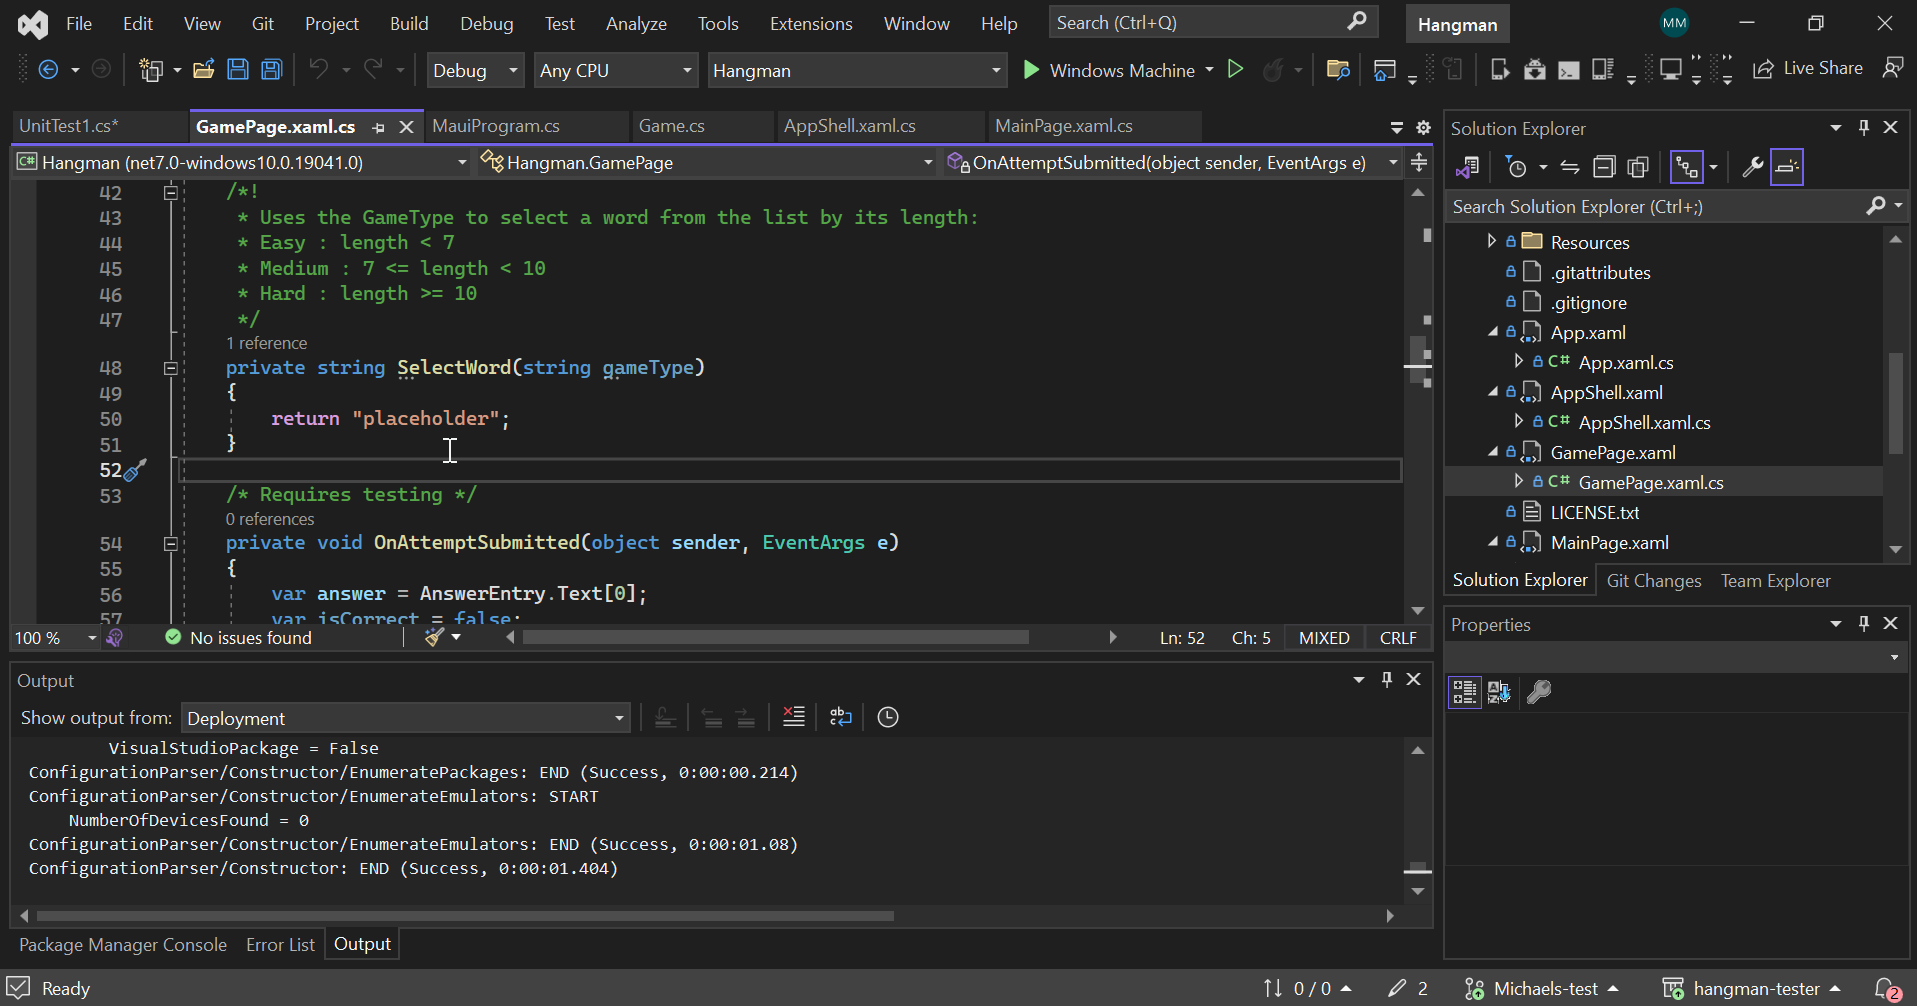 File Edit View Git Project Build Debug Test Analyze Tools Extensions Window Help Search (Ctrl+Q) Hangman MM
Debug Any CPU Hangman Windows Machine Live Share
UnitTest1.cs* GamePage.xaml.cs MauiProgram.cs Game.cs AppShell.xaml.cs MainPage.xaml.cs
C# Hangman (net7.0-windows10.0.19041.0) Hangman.GamePage OnAttemptSubmitted(object sender, EventArgs e)
42 /*!
43 * Uses the GameType to select a word from the list by its length:
44 * Easy : length < 7
45 * Medium : 7 <= length < 10
46 * Hard : length >= 10
47 */
1 reference
48 private string SelectWord(string gameType)
49 {
50 return "placeholder";
51 }
52
53 /* Requires testing */
0 references
54 private void OnAttemptSubmitted(object sender, EventArgs e)
55 {
56 var answer = AnswerEntry.Text[0];
57 var isCorrect = false;
100 % No issues found Ln: 52 Ch: 5 MIXED CRLF
Output
Show output from: Deployment
VisualStudioPackage = False
ConfigurationParser/Constructor/EnumeratePackages: END (Success, 0:00:00.214)
ConfigurationParser/Constructor/EnumerateEmulators: START
NumberOfDevicesFound = 0
ConfigurationParser/Constructor/EnumerateEmulators: END (Success, 0:00:01.08)
ConfigurationParser/Constructor: END (Success, 0:00:01.404)
Package Manager Console Error List Output
Solution Explorer
Search Solution Explorer (Ctrl+;)
Resources
.gitattributes
.gitignore
App.xaml
C# App.xaml.cs
AppShell.xaml
C# AppShell.xaml.cs
GamePage.xaml
C# GamePage.xaml.cs
LICENSE.txt
MainPage.xaml
Solution Explorer Git Changes Team Explorer
Properties
Ready 0 / 0 2 Michaels-test hangman-tester 2